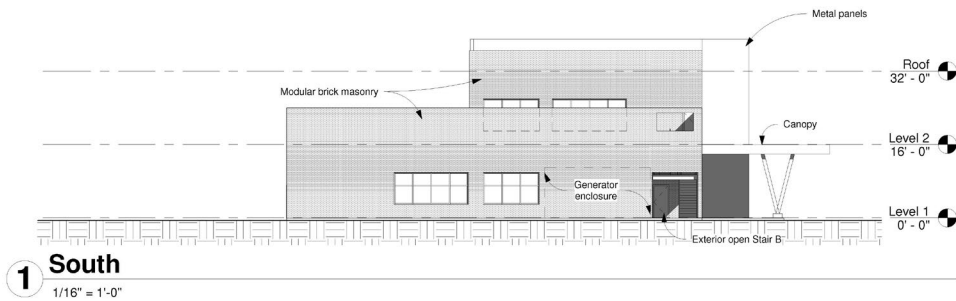 Metal panels
Roof
32' - 0"
Modular brick masonry
Canopy
Level 2
16' - 0"
Generator
enclosure
Level 1
0' - 0"
Exterior open Stair B
1
South
1/16" = 1'-0"